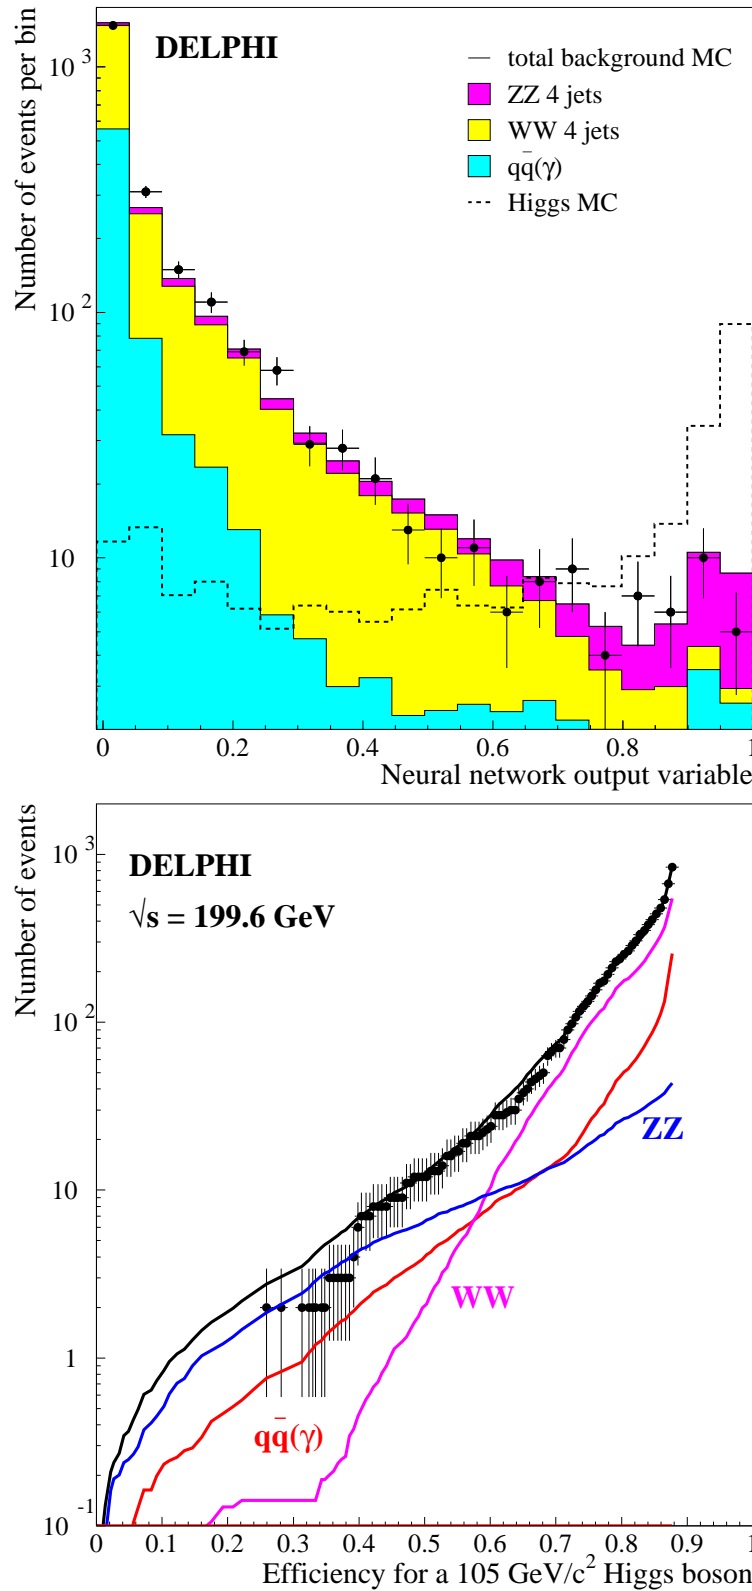 DELPHI
total background MC
ZZ 4 jets
WW 4 jets
qq̄(γ)
Higgs MC
Number of events per bin
10³
10²
10
0 0.2 0.4 0.6 0.8 1
Neural network output variable
DELPHI
√s = 199.6 GeV
Number of events
10³
10²
10
1
10⁻¹
ZZ
WW
qq̄(γ)
0 0.1 0.2 0.3 0.4 0.5 0.6 0.7 0.8 0.9 1
Efficiency for a 105 GeV/c² Higgs boson